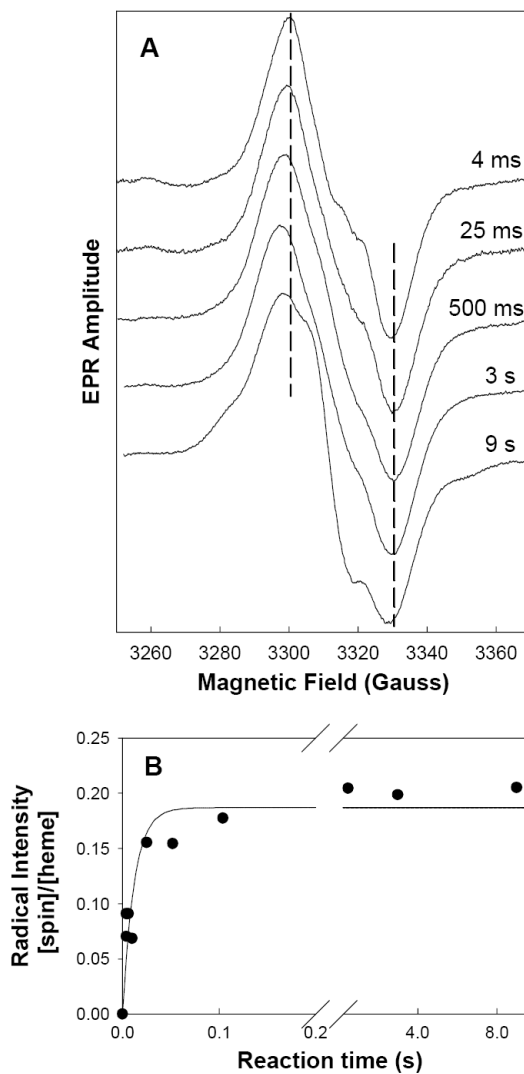 A
4 ms
25 ms
500 ms
3 s
9 s
EPR Amplitude
3260 3280 3300 3320 3340 3360
Magnetic Field (Gauss)
B
0.25
0.20
0.15
0.10
0.05
0.00
Radical Intensity
[spin]/[heme]
0.0 0.1 0.2 4.0 8.0
Reaction time (s)